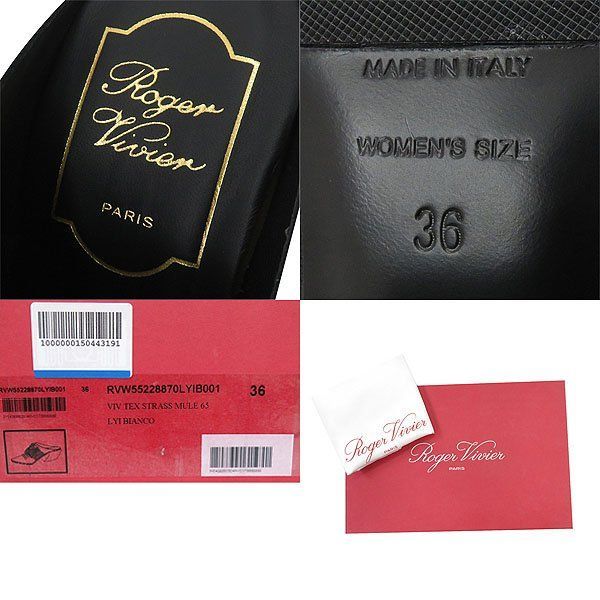 Roger
Vivier
PARIS
MADE IN ITALY
WOMEN'S SIZE
36
1000000150443191
RVW55228870LYIB001 36
RVW55228870LYIB001 36
VIV TEX STRASS MULE 65
LYI BIANCO
Roger Vivier
PARIS
Roger Vivier
PARIS